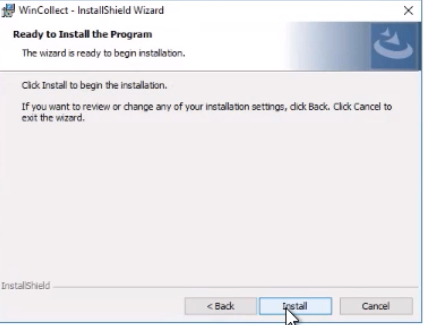 WinCollect - InstallShield Wizard
Ready to Install the Program
The wizard is ready to begin installation.
Click Install to begin the installation.
If you want to review or change any of your installation settings, click Back. Click Cancel to
exit the wizard.
InstallShield
< Back Install Cancel